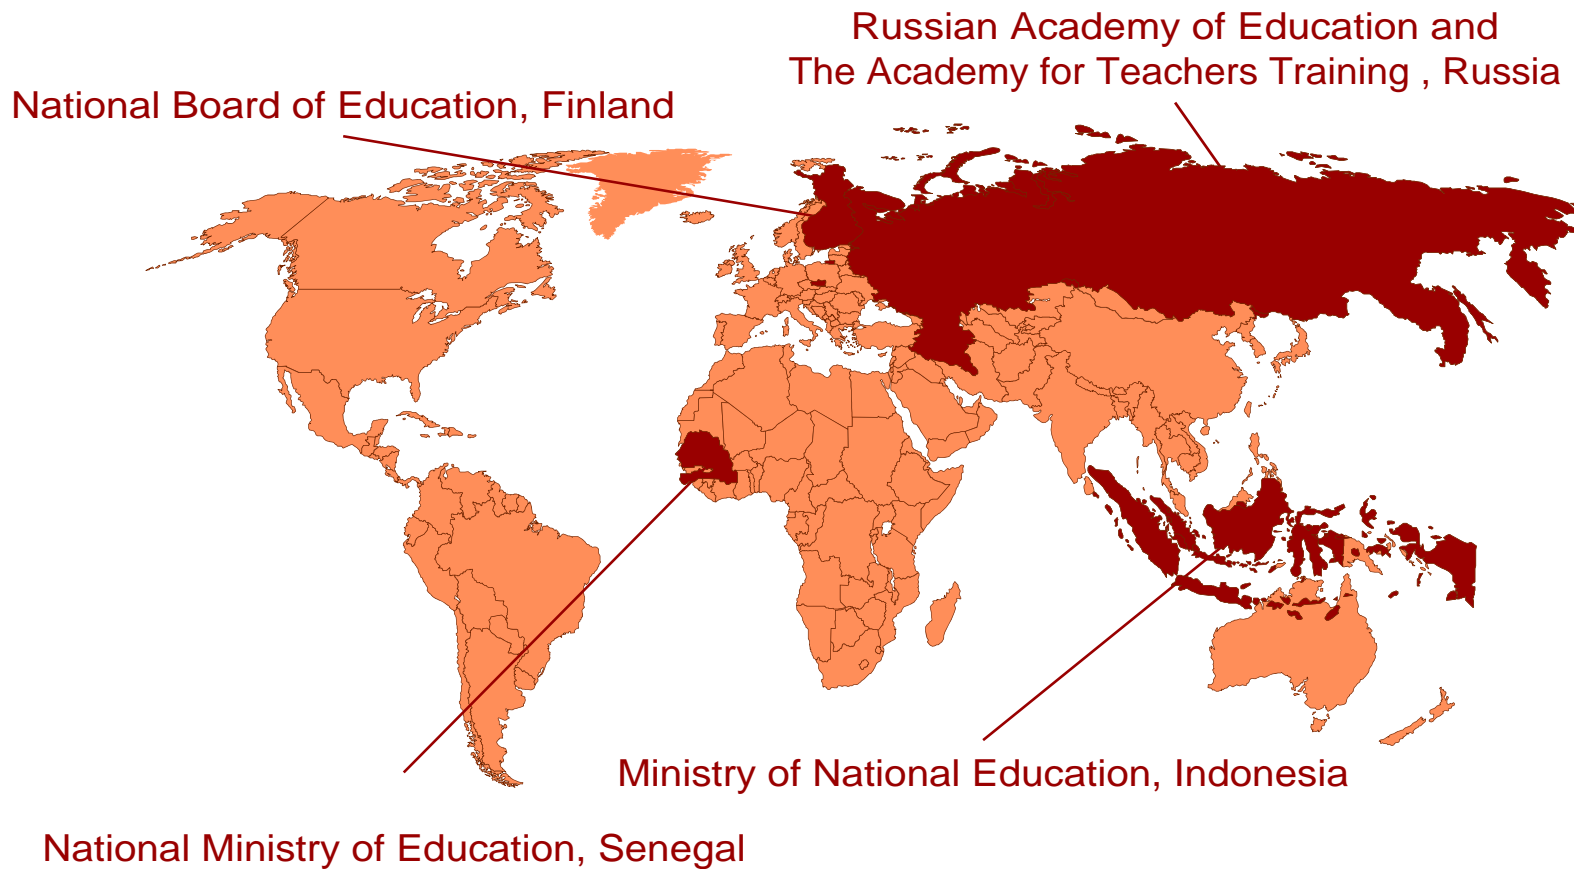 Russian Academy of Education and
The Academy for Teachers Training , Russia
National Board of Education, Finland
Ministry of National Education, Indonesia
National Ministry of Education, Senegal